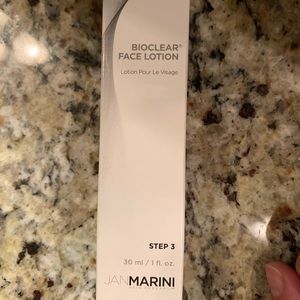 BIOCLEAR®
FACE LOTION
Lotion Pour Le Visage
STEP 3
30 ml / 1 fl. oz.
JANMARINI